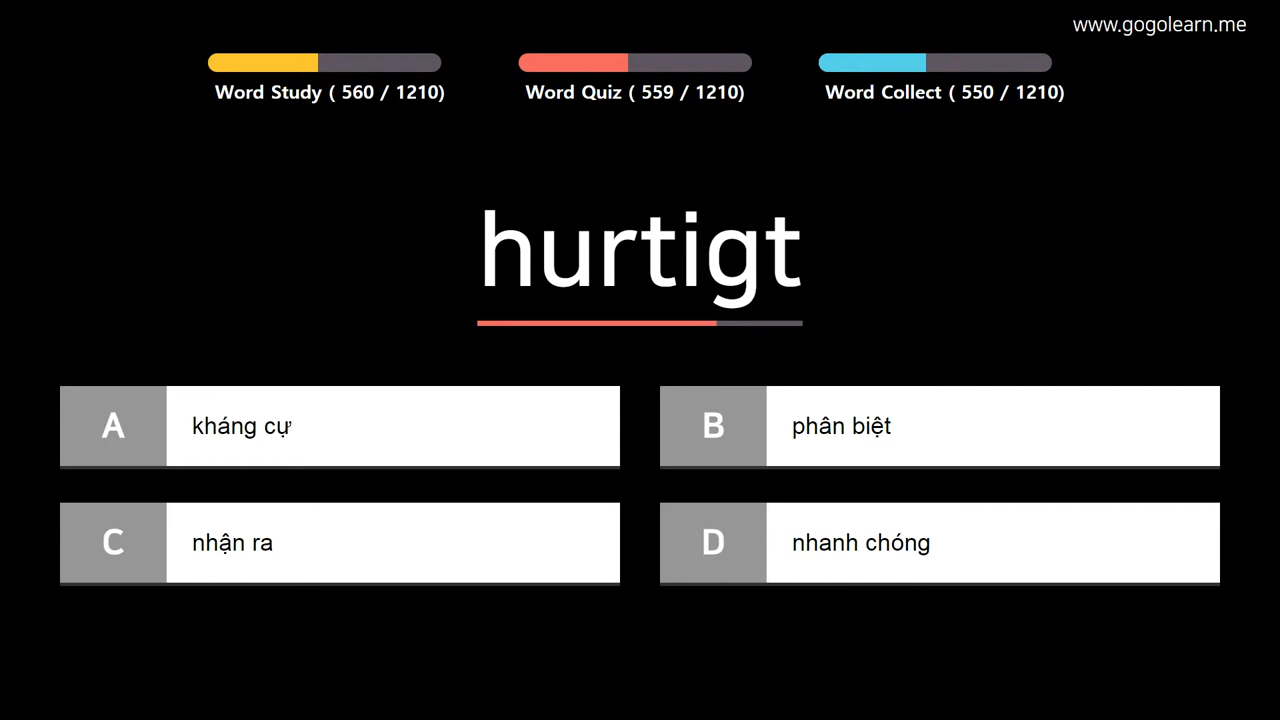 www.gogolearn.me
Word Study ( 560 / 1210)
Word Quiz ( 559 / 1210)
Word Collect ( 550 / 1210)
hurtigt
A kháng cự
B phân biệt
C nhận ra
D nhanh chóng